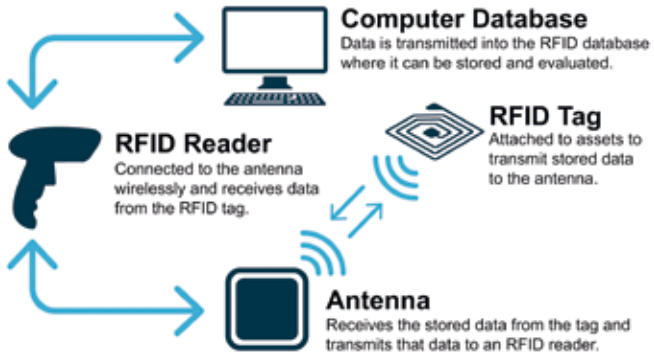 Computer Database
Data is transmitted into the RFID database
where it can be stored and evaluated.
RFID Tag
Attached to assets to
transmit stored data
to the antenna.
RFID Reader
Connected to the antenna
wirelessly and receives data
from the RFID tag.
Antenna
Receives the stored data from the tag and
transmits that data to an RFID reader.